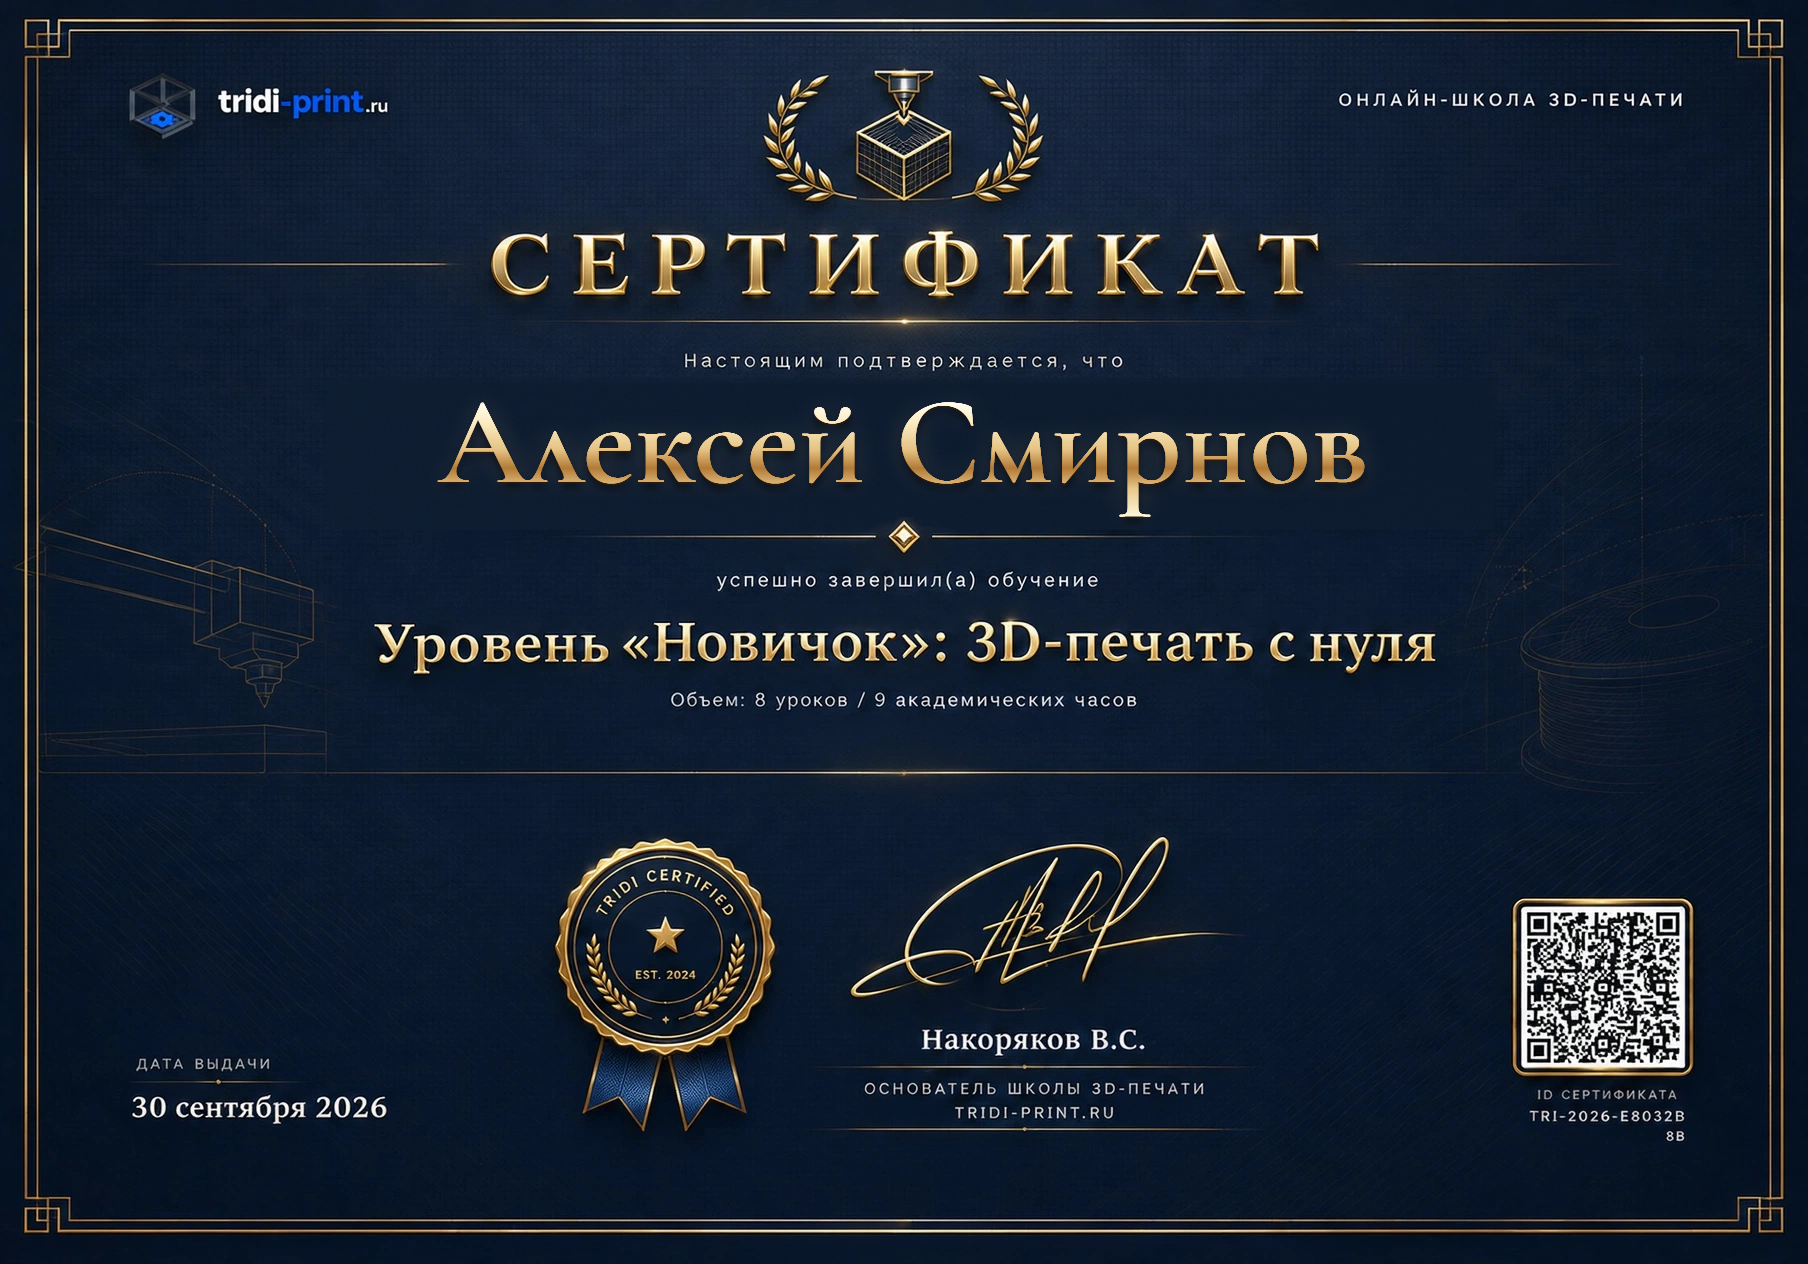 tridi-print.ru
ОНЛАЙН-ШКОЛА 3D-ПЕЧАТИ
СЕРТИФИКАТ
Настоящим подтверждается, что
Алексей Смирнов
успешно завершил(а) обучение
Уровень «Новичок»: 3D-печать с нуля
Объем: 8 уроков / 9 академических часов
TRIDI CERTIFIED
EST. 2024
Накоряков В.С.
ОСНОВАТЕЛЬ ШКОЛЫ 3D-ПЕЧАТИ
TRIDI-PRINT.RU
ДАТА ВЫДАЧИ
30 сентября 2026
ID СЕРТИФИКАТА
TRI-2026-E8032B
8B